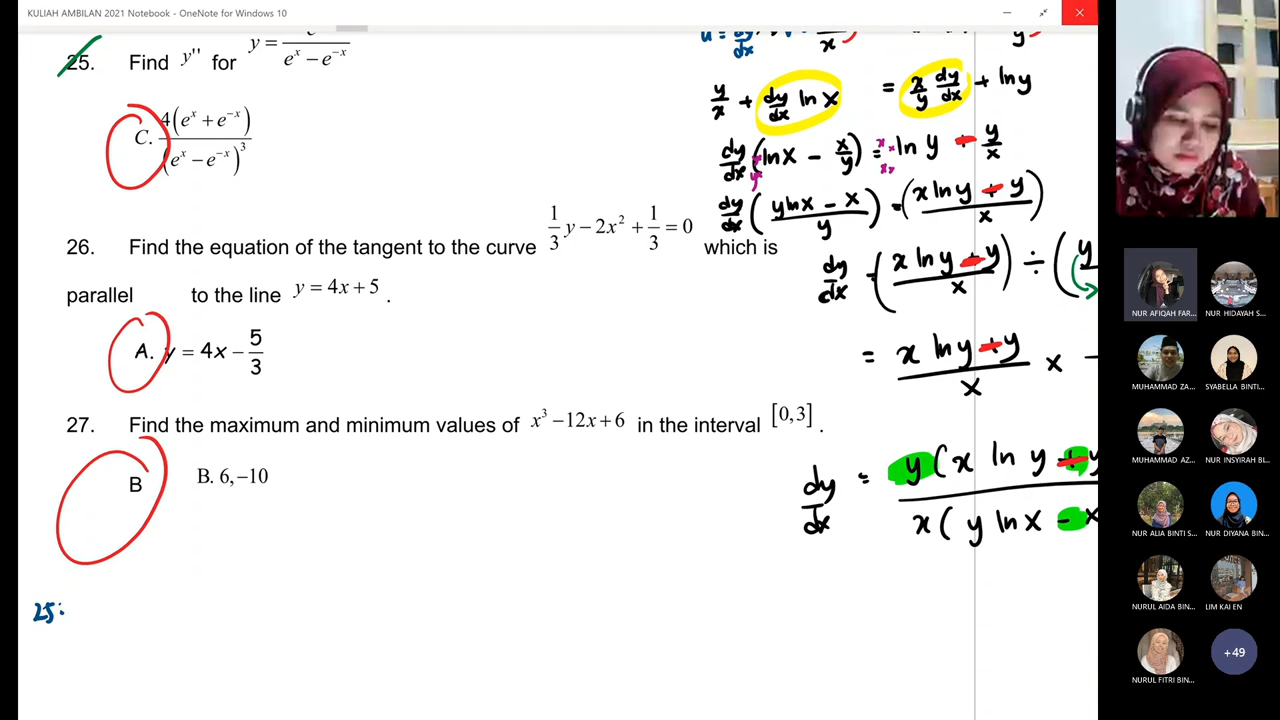 KULIAH AMBILAN 2021 Notebook - OneNote for Windows 10
25. Find y'' for y = / e^x − e^−x
C. 4(e^x + e^−x) / (e^x − e^−x)^3
26. Find the equation of the tangent to the curve 1/3 y − 2x^2 + 1/3 = 0 which is
parallel to the line y = 4x + 5 .
A. y = 4x − 5/3
27. Find the maximum and minimum values of x^3 − 12x + 6 in the interval [0,3] .
B B. 6, −10
25:
y/x + dy/dx ln x = x/y dy/dx + ln y
dy/dx (ln x − x/y) = ln y − y/x
dy/dx (y ln x − x / y) = (x ln y − y / x)
dy/dx = (x ln y − y / x) ÷ (y
= x ln y − y / x × −
dy/dx = y(x ln y − y / x(y ln x − x
NUR AFIQAH FAR...
NUR HIDAYAH S...
MUHAMMAD ZA...
SYABELLA BINTI...
MUHAMMAD AZ...
NUR INSYIRAH BI...
NUR ALIA BINTI S...
NUR DIYANA BIN...
NURUL AIDA BIN...
LIM KAI EN
NURUL FITRI BIN...
+49